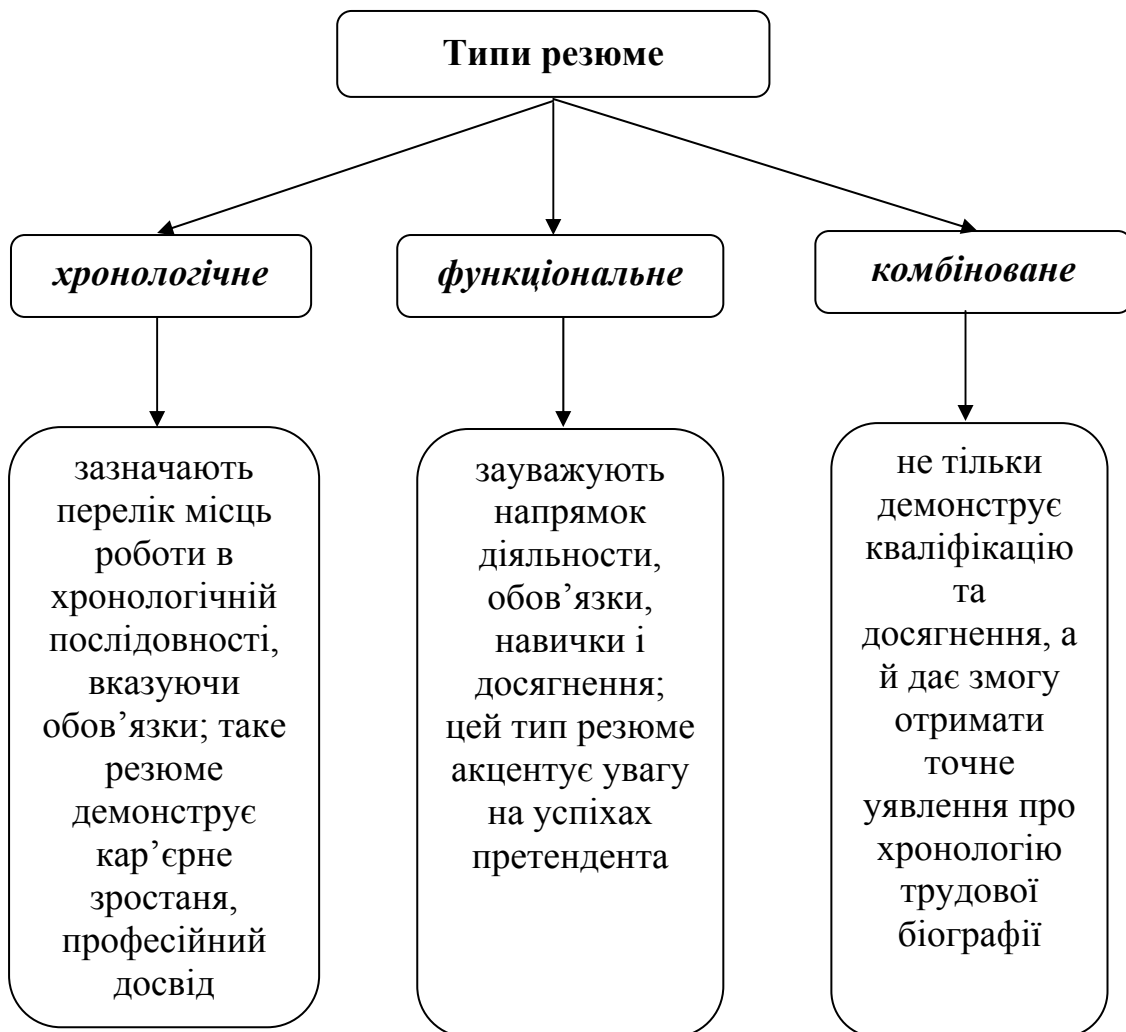 Типи резюме
хронологічне
функціональне
комбіноване
зазначають
перелік місць
роботи в
хронологічній
послідовності,
вказуючи
обов’язки; таке
резюме
демонструє
кар’єрне
зростаня,
професійний
досвід
зауважують
напрямок
діяльности,
обов’язки,
навички і
досягнення;
цей тип резюме
акцентує увагу
на успіхах
претендента
не тільки
демонструє
кваліфікацію
та
досягнення, а
й дає змогу
отримати
точне
уявлення про
хронологію
трудової
біографії